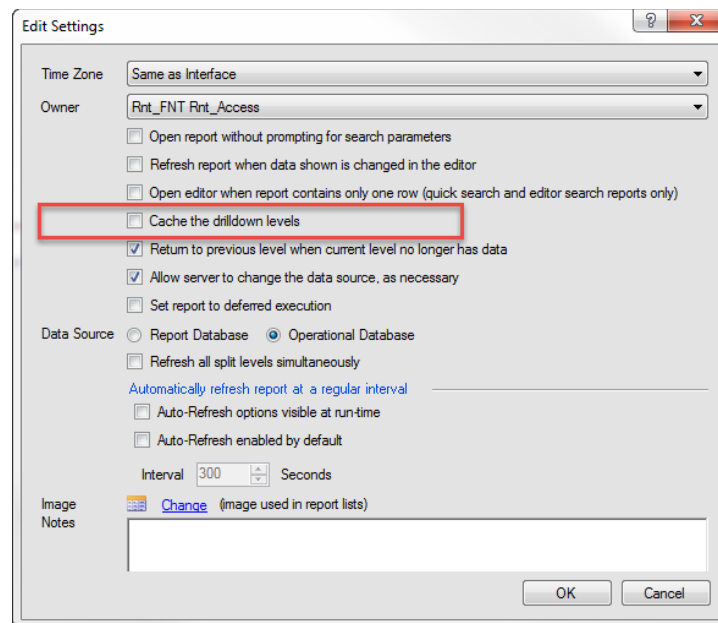 Edit Settings
Time Zone Same as Interface
Owner Rnt_FNT Rnt_Access
Open report without prompting for search parameters
Refresh report when data shown is changed in the editor
Open editor when report contains only one row (quick search and editor search reports only)
Cache the drilldown levels
Return to previous level when current level no longer has data
Allow server to change the data source, as necessary
Set report to deferred execution
Data Source Report Database Operational Database
Refresh all split levels simultaneously
Automatically refresh report at a regular interval
Auto-Refresh options visible at run-time
Auto-Refresh enabled by default
Interval 300 Seconds
Image Change (image used in report lists)
Notes
OK Cancel